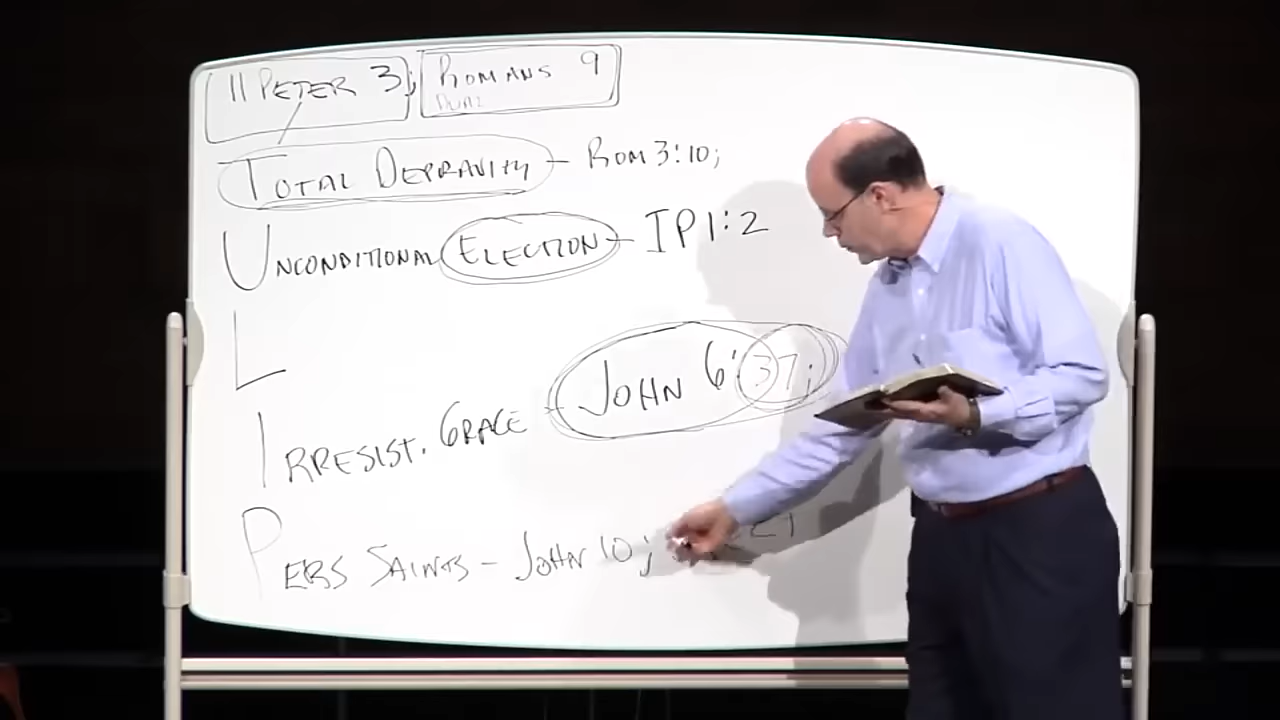 II PETER 3; ROMANS 9
TOTAL DEPRAVITY - ROM 3:10;
UNCONDITIONAL ELECTION - I P 1:2
L
IRRESIST. GRACE - JOHN 6:37;
PERS SAINTS - JOHN 10;